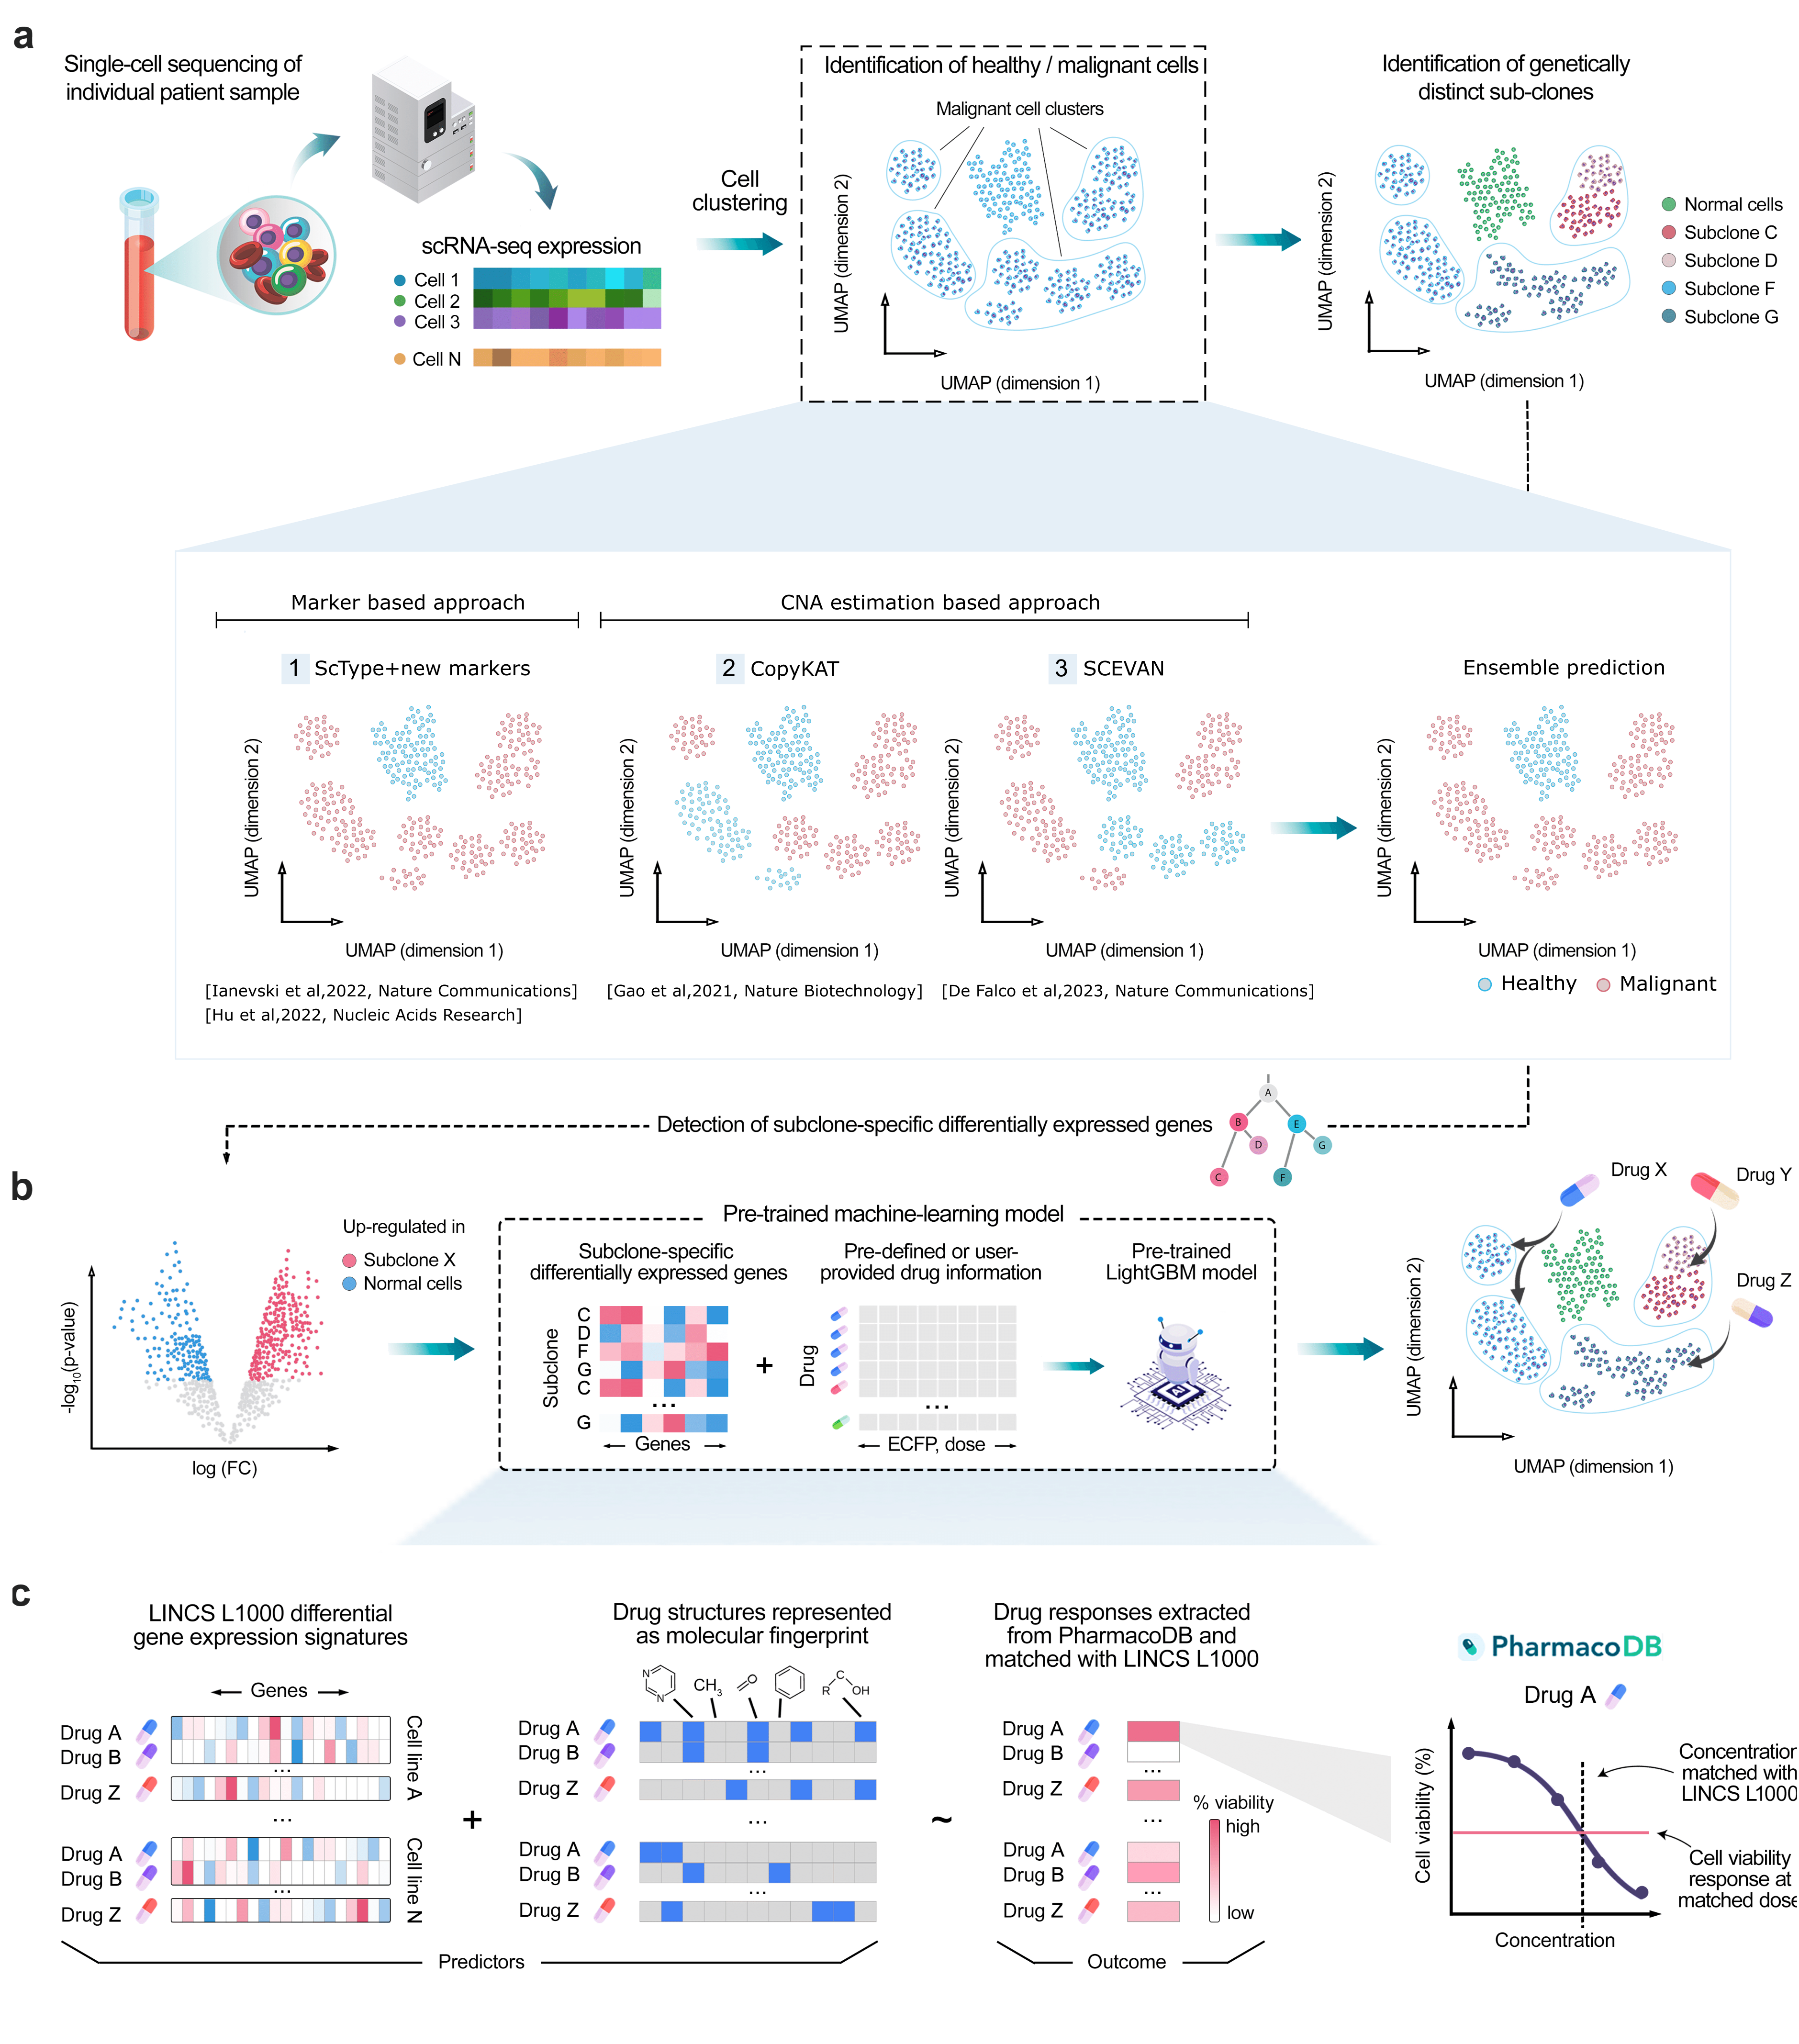 a
Single-cell sequencing of
individual patient sample
scRNA-seq expression
Cell 1
Cell 2
Cell 3
Cell N
Cell
clustering
Identification of healthy / malignant cells
Malignant cell clusters
UMAP (dimension 2)
UMAP (dimension 1)
Identification of genetically
distinct sub-clones
UMAP (dimension 2)
UMAP (dimension 1)
Normal cells
Subclone C
Subclone D
Subclone F
Subclone G
Marker based approach
CNA estimation based approach
1 ScType+new markers
2 CopyKAT
3 SCEVAN
Ensemble prediction
UMAP (dimension 2)
UMAP (dimension 2)
UMAP (dimension 2)
UMAP (dimension 2)
UMAP (dimension 1)
UMAP (dimension 1)
UMAP (dimension 1)
UMAP (dimension 1)
Healthy
Malignant
[Ianevski et al,2022, Nature Communications]
[Hu et al,2022, Nucleic Acids Research]
[Gao et al,2021, Nature Biotechnology]
[De Falco et al,2023, Nature Communications]
Detection of subclone-specific differentially expressed genes
A
B
E
D
G
C
F
b
-log10(p-value)
log (FC)
Up-regulated in
Subclone X
Normal cells
Pre-trained machine-learning model
Subclone-specific
differentially expressed genes
Subclone
C
D
F
G
C
...
G
Genes
+
Pre-defined or user-
provided drug information
Drug
...
ECFP, dose
Pre-trained
LightGBM model
Drug X
Drug Y
Drug Z
UMAP (dimension 2)
UMAP (dimension 1)
c
LINCS L1000 differential
gene expression signatures
Genes
Drug A
Drug B
...
Drug Z
Cell line A
...
Drug A
Drug B
...
Drug Z
Cell line N
+
Drug structures represented
as molecular fingerprint
N
N
CH3
O
R
C
OH
Drug A
Drug B
...
Drug Z
...
Drug A
Drug B
...
Drug Z
Predictors
~
Drug responses extracted
from PharmacoDB and
matched with LINCS L1000
Drug A
Drug B
...
Drug Z
...
Drug A
Drug B
...
Drug Z
% viability
high
low
Outcome
PharmacoDB
Drug A
Cell viability (%)
Concentration
Concentration
matched with
LINCS L1000
Cell viability
response at
matched dose